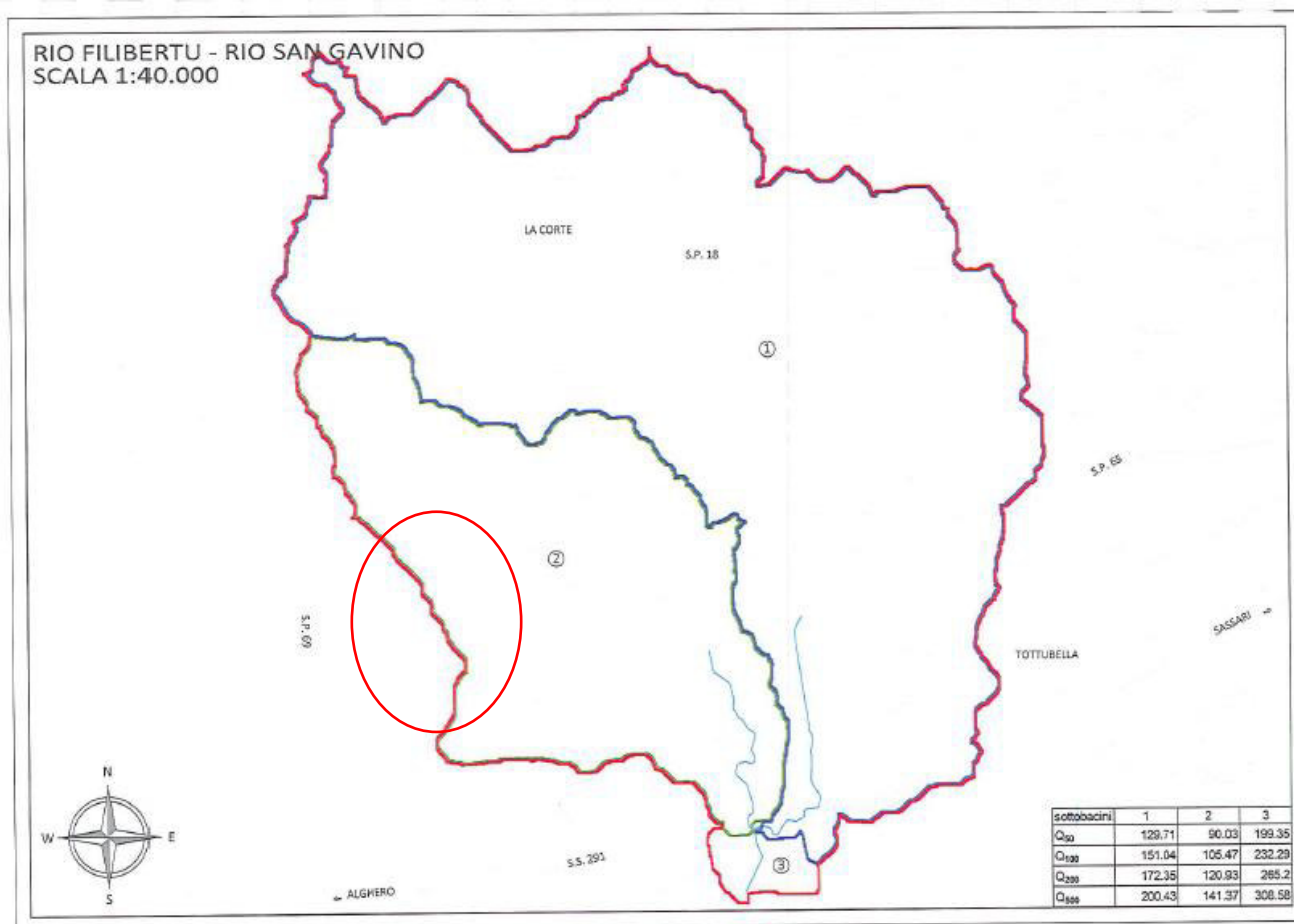 RIO FILIBERTU - RIO SAN GAVINO
SCALA 1:40.000
LA CORTE
S.P. 18
①
S.P. 65
②
S.P. 69
SASSARI
TOTTUBELLA
N
W E
S
S.S. 291
ALGHERO
③
sottobacini 1 2 3
Q50 129.71 90.03 199.35
Q100 151.04 105.47 232.29
Q200 172.35 120.93 265.2
Q500 200.43 141.37 308.58